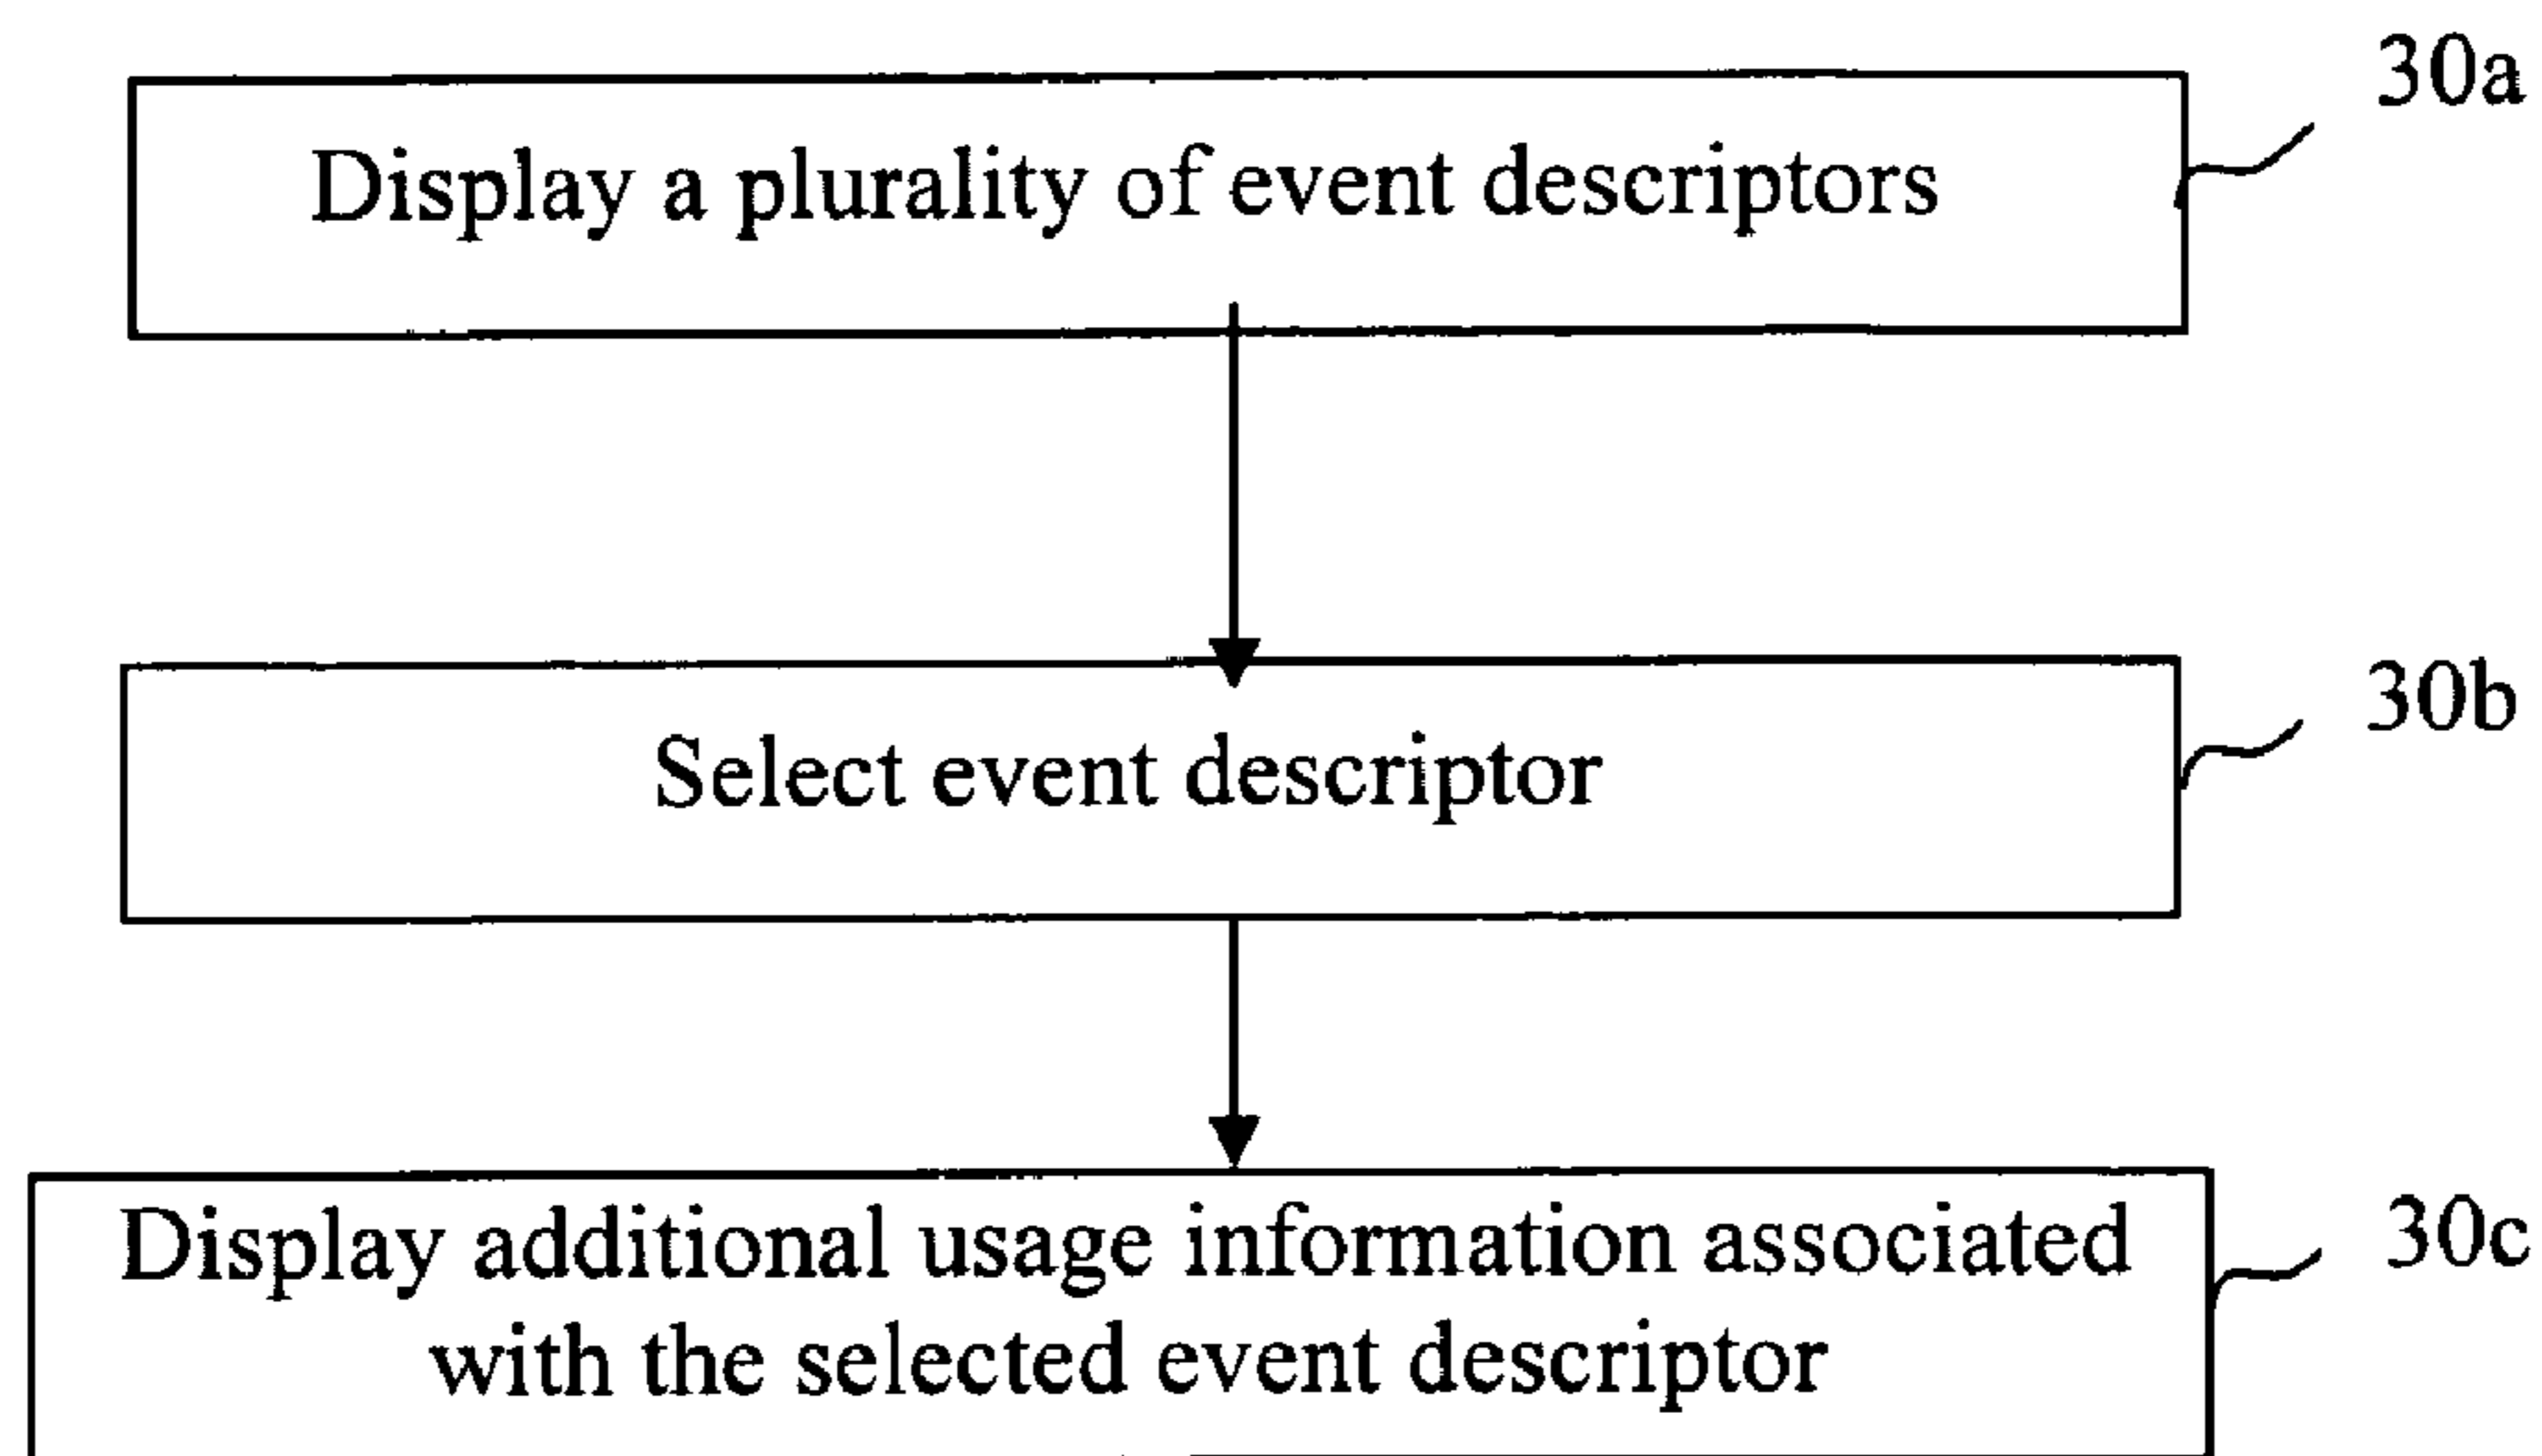 30a
Display a plurality of event descriptors
30b
Select event descriptor
30c
Display additional usage information associated
with the selected event descriptor